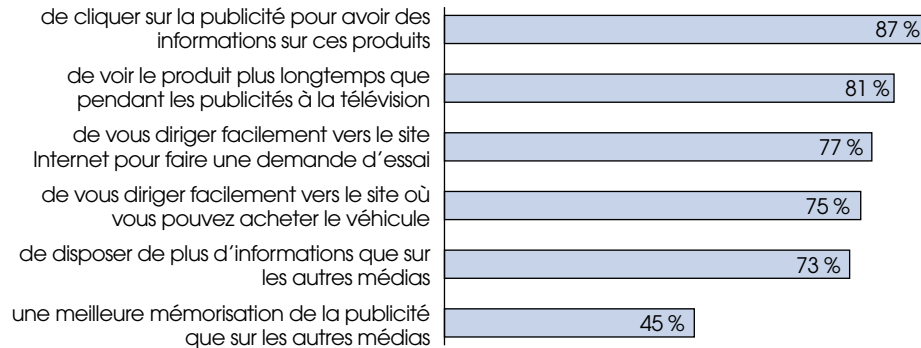 de cliquer sur la publicité pour avoir des
informations sur ces produits
87 %
de voir le produit plus longtemps que
pendant les publicités à la télévision
81 %
de vous diriger facilement vers le site
Internet pour faire une demande d'essai
77 %
de vous diriger facilement vers le site où
vous pouvez acheter le véhicule
75 %
de disposer de plus d'informations que sur
les autres médias
73 %
une meilleure mémorisation de la publicité
que sur les autres médias
45 %